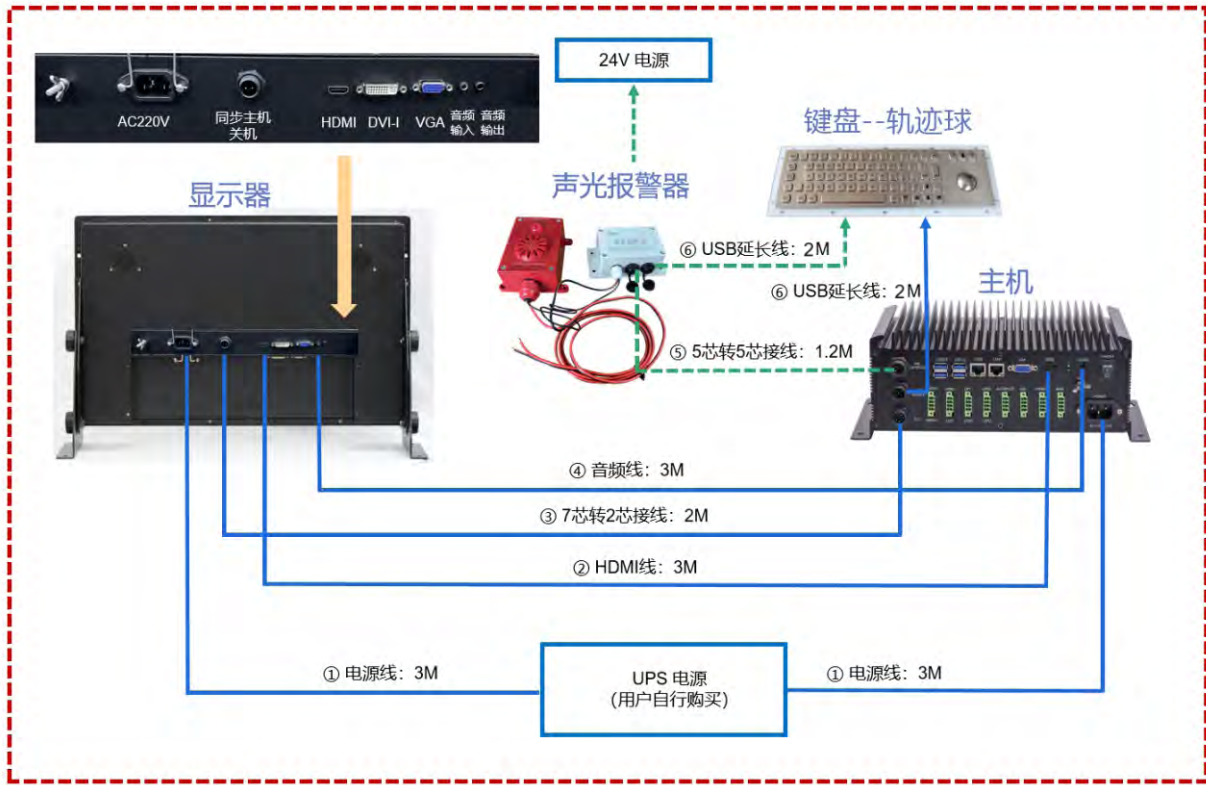 24V 电源
AC220V
同步主机
关机
HDMI
DVI-I
VGA
音频
输入
音频
输出
键盘--轨迹球
显示器
声光报警器
⑥ USB延长线：2M
⑥ USB延长线：2M
主机
⑤ 5芯转5芯接线：1.2M
④ 音频线：3M
③ 7芯转2芯接线：2M
② HDMI线：3M
① 电源线：3M
UPS 电源
(用户自行购买)
① 电源线：3M